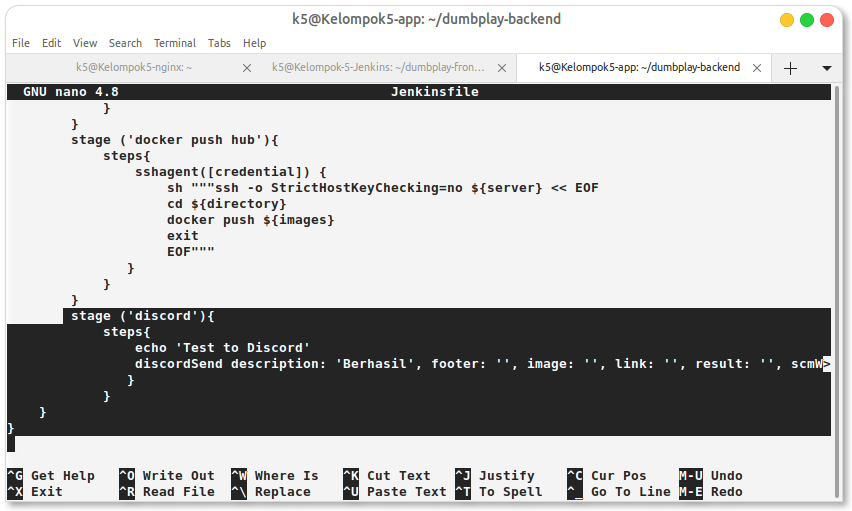 k5@Kelompok5-app: ~/dumbplay-backend
File Edit View Search Terminal Tabs Help
k5@Kelompok5-nginx: ~ k5@Kelompok-5-Jenkins: ~/dumbplay-fron... k5@Kelompok5-app: ~/dumbplay-backend
GNU nano 4.8 Jenkinsfile
}
}
stage ('docker push hub'){
steps{
sshagent([credential]) {
sh """ssh -o StrictHostKeyChecking=no ${server} << EOF
cd ${directory}
docker push ${images}
exit
EOF"""
}
}
}
stage ('discord'){
steps{
echo 'Test to Discord'
discordSend description: 'Berhasil', footer: '', image: '', link: '', result: '', scmW>
}
}
}
}
^G Get Help ^O Write Out ^W Where Is ^K Cut Text ^J Justify ^C Cur Pos M-U Undo
^X Exit ^R Read File ^\ Replace ^U Paste Text ^T To Spell ^_ Go To Line M-E Redo